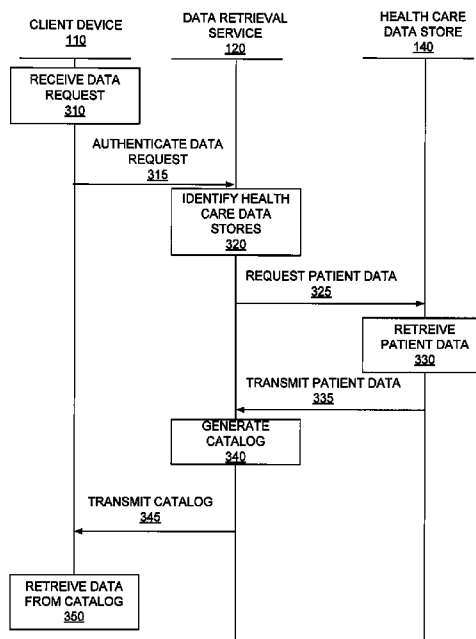 CLIENT DEVICE
110
DATA RETRIEVAL
SERVICE
120
HEALTH CARE
DATA STORE
140
RECEIVE DATA
REQUEST
310
AUTHENTICATE DATA
REQUEST
315
IDENTIFY HEALTH
CARE DATA
STORES
320
REQUEST PATIENT DATA
325
RETREIVE
PATIENT DATA
330
TRANSMIT PATIENT DATA
335
GENERATE
CATALOG
340
TRANSMIT CATALOG
345
RETREIVE DATA
FROM CATALOG
350